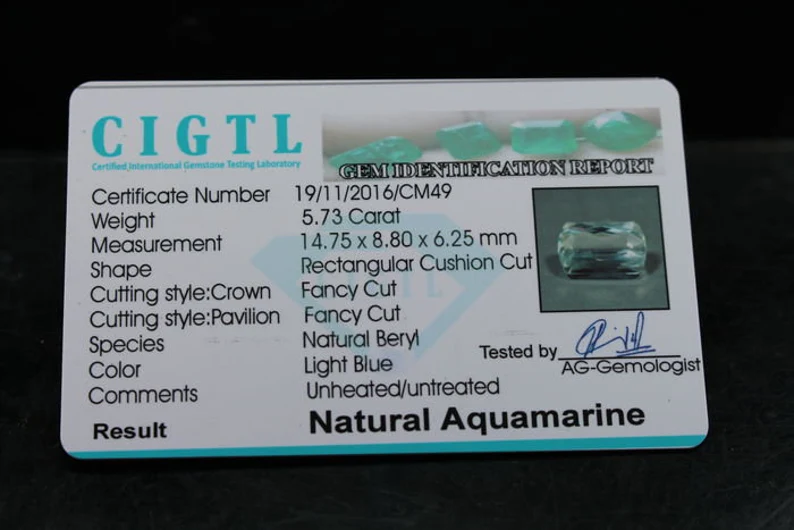 CIGTL
Certified International Gemstone Testing Laboratory
GEM IDENTIFICATION REPORT
Certificate Number 19/11/2016/CM49
Weight 5.73 Carat
Measurement 14.75 x 8.80 x 6.25 mm
Shape Rectangular Cushion Cut
Cutting style:Crown Fancy Cut
Cutting style:Pavilion Fancy Cut
Species Natural Beryl
Color Light Blue
Comments Unheated/untreated
Result Natural Aquamarine
Tested by
AG-Gemologist